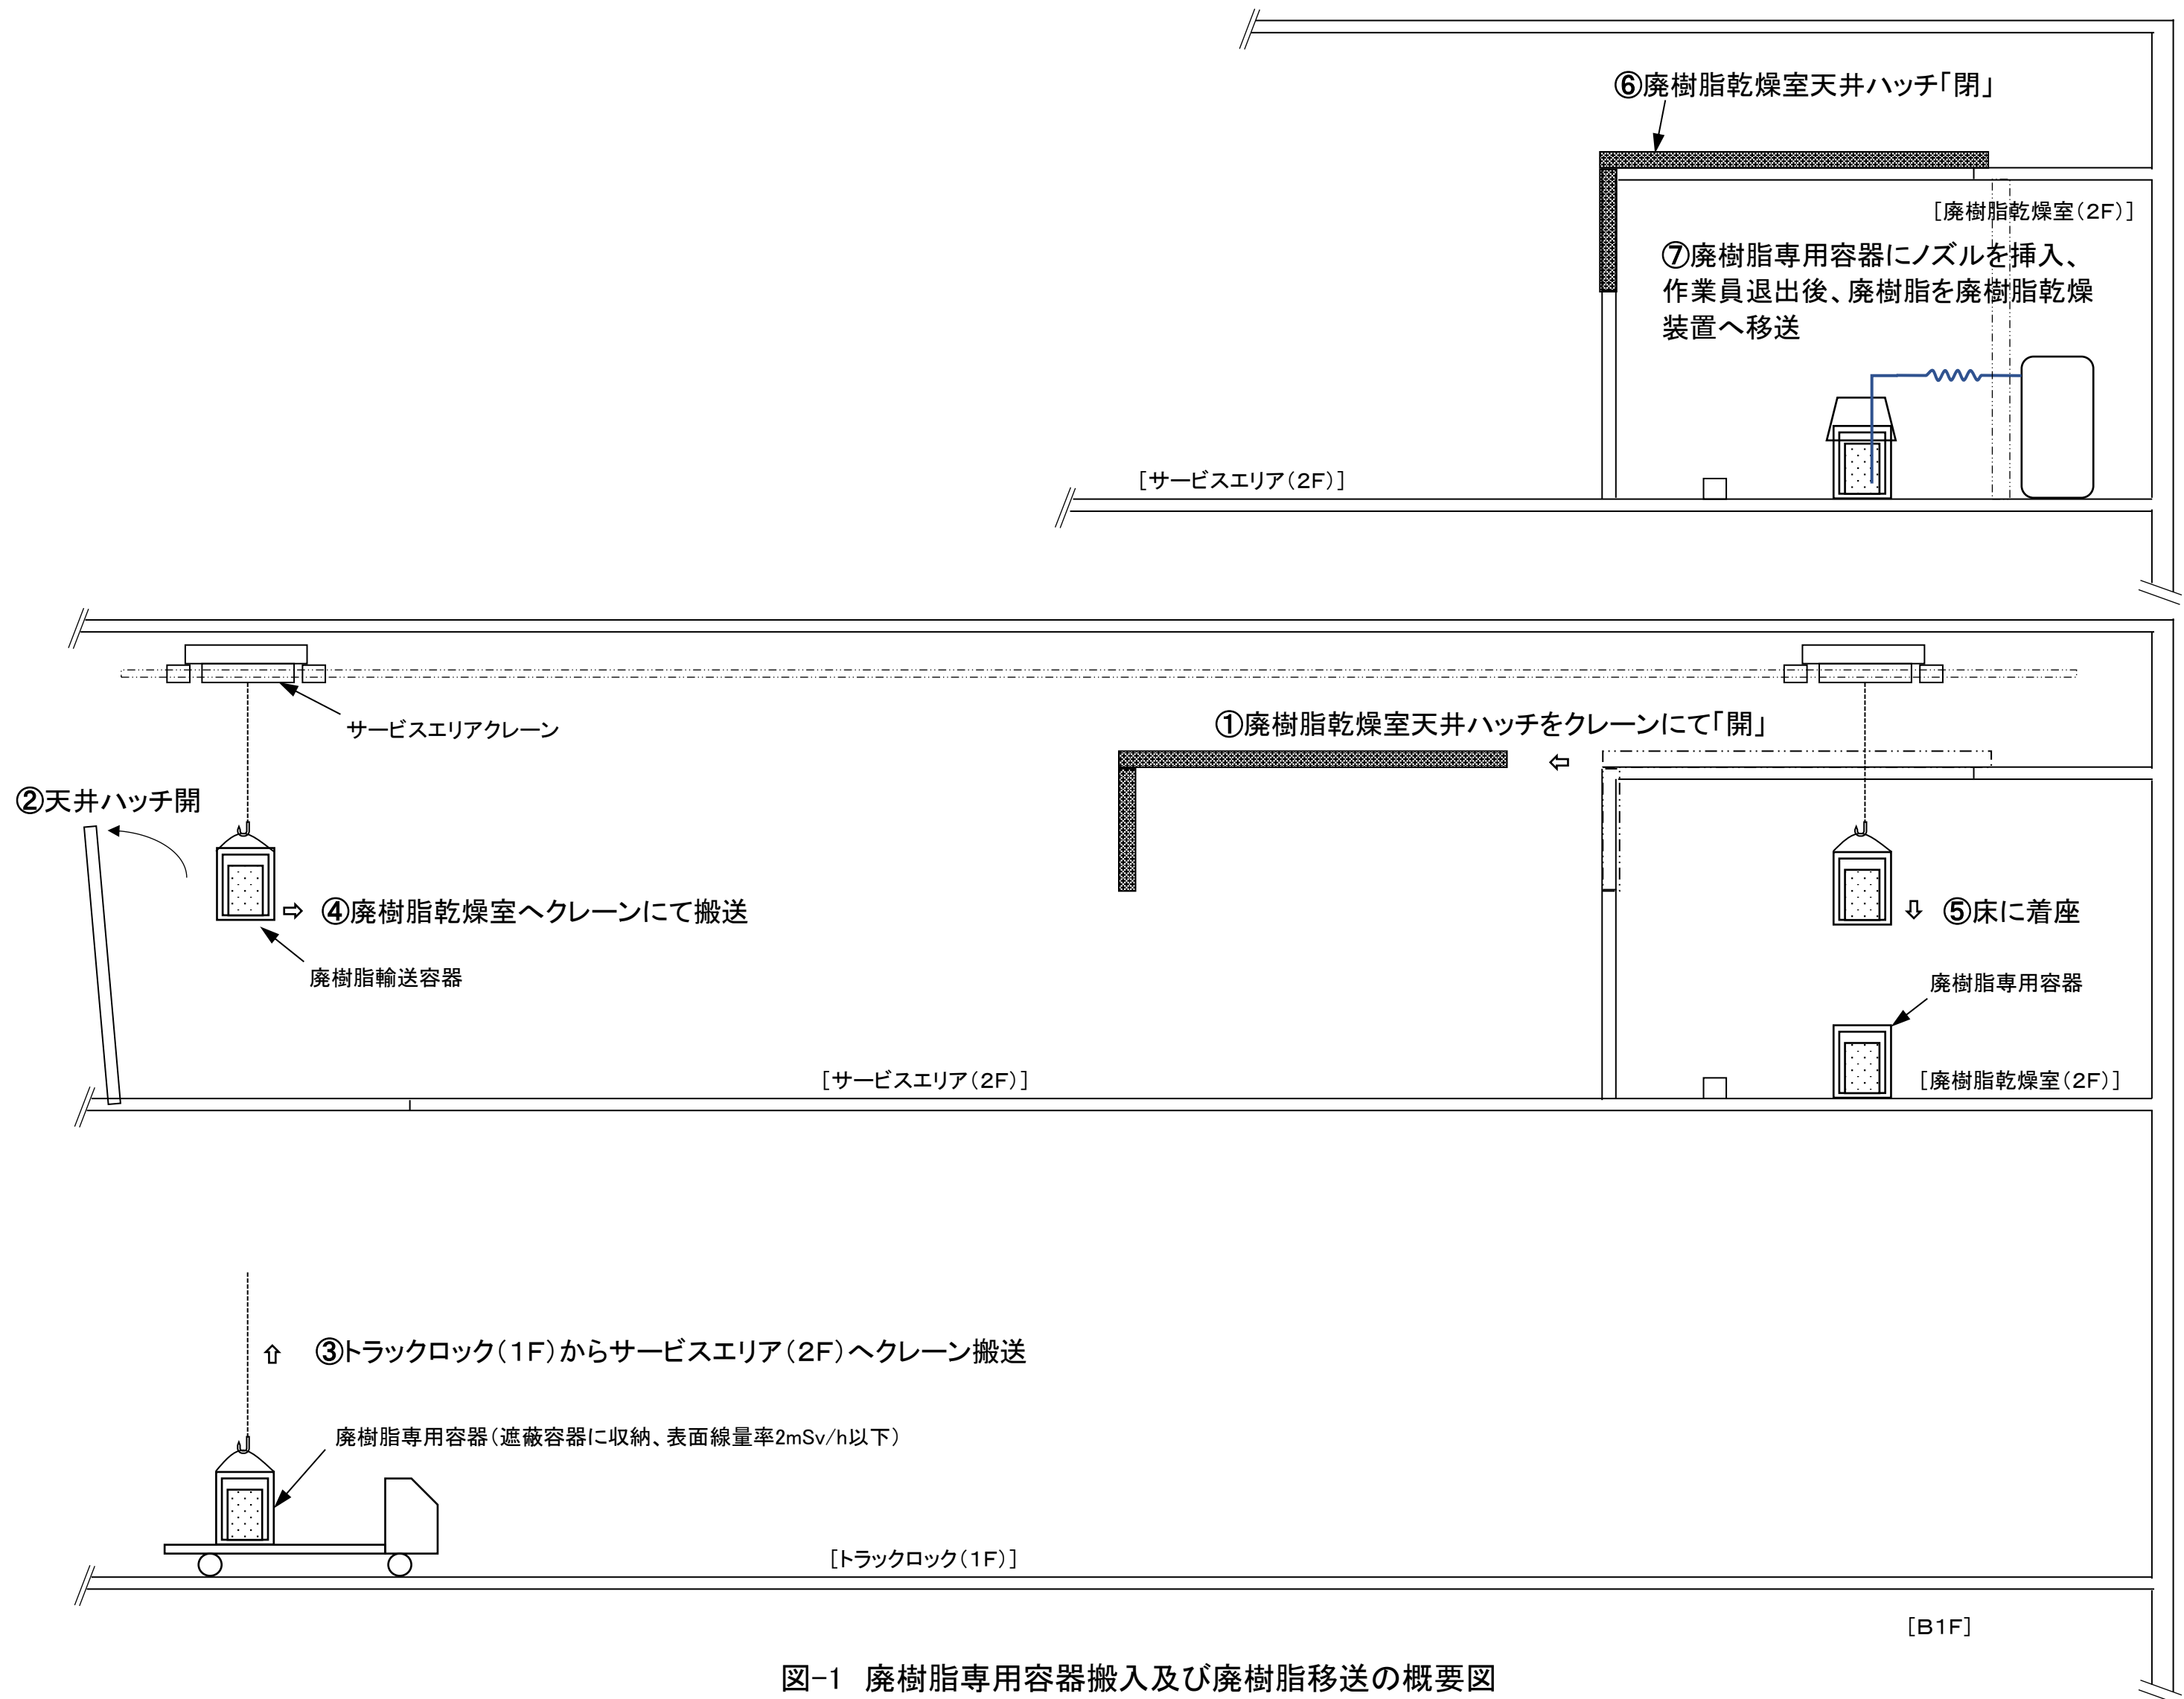 ⑥廃樹脂乾燥室天井ハッチ「閉」
[廃樹脂乾燥室(2F)]
⑦廃樹脂専用容器にノズルを挿入、
作業員退出後、廃樹脂を廃樹脂乾燥
装置へ移送
[サービスエリア(2F)]
サービスエリアクレーン
①廃樹脂乾燥室天井ハッチをクレーンにて「開」
②天井ハッチ開
④廃樹脂乾燥室へクレーンにて搬送
⑤床に着座
廃樹脂輸送容器
廃樹脂専用容器
[サービスエリア(2F)]
[廃樹脂乾燥室(2F)]
③トラックロック(1F)からサービスエリア(2F)へクレーン搬送
廃樹脂専用容器(遮蔽容器に収納、表面線量率2mSv/h以下)
[トラックロック(1F)]
[B1F]
図-1 廃樹脂専用容器搬入及び廃樹脂移送の概要図